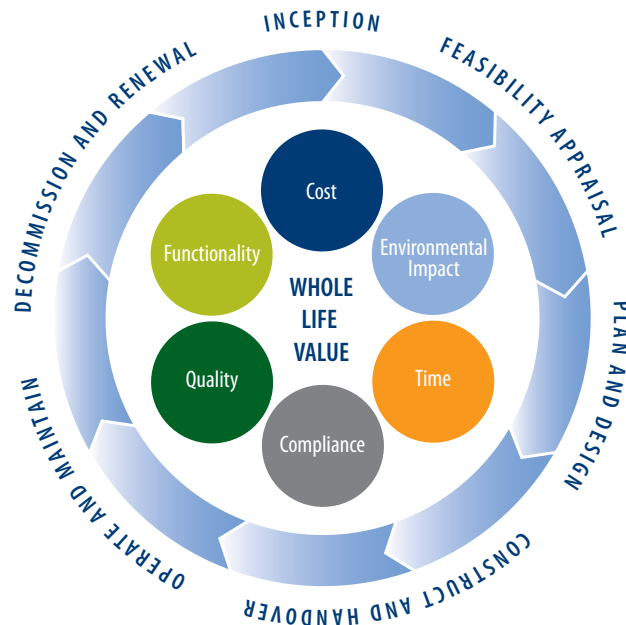 INCEPTION
FEASIBILITY APPRAISAL
PLAN AND DESIGN
CONSTRUCT AND HANDOVER
OPERATE AND MAINTAIN
DECOMMISSION AND RENEWAL
Cost
Environmental
Impact
Time
Compliance
Quality
Functionality
WHOLE
LIFE
VALUE